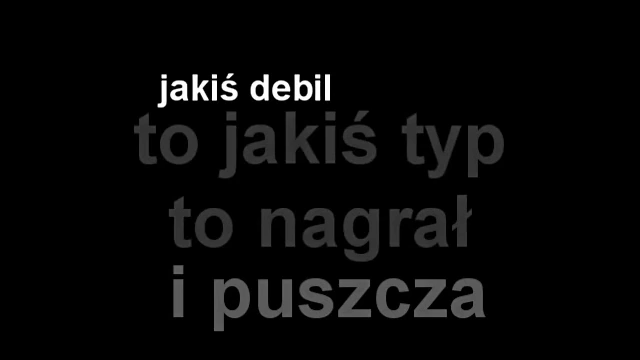 jakiś debil
to jakiś typ
to nagrał
i puszcza